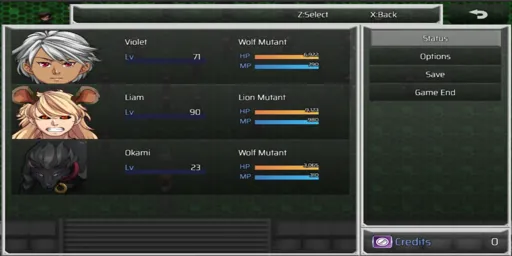 Z:Select X:Back
Violet Wolf Mutant
Lv 71 HP
MP
Liam Lion Mutant
Lv 90 HP
MP
Okami Wolf Mutant
Lv 23 HP
MP
Status
Options
Save
Game End
Credits 0